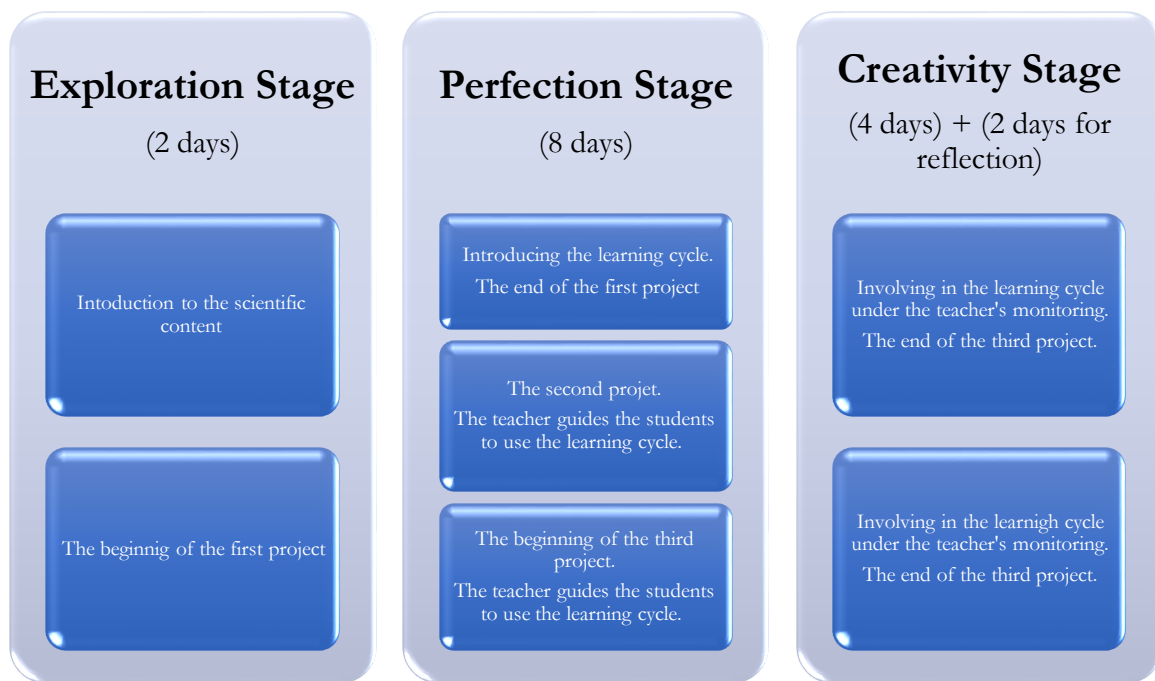 Exploration Stage
(2 days)
Intoduction to the scientific
content
The beginnig of the first project
Perfection Stage
(8 days)
Introducing the learning cycle.
The end of the first project
The second projet.
The teacher guides the students
to use the learning cycle.
The beginning of the third
project.
The teacher guides the students
to use the learning cycle.
Creativity Stage
(4 days) + (2 days for
reflection)
Involving in the learning cycle
under the teacher's monitoring.
The end of the third project.
Involving in the learnigh cycle
under the teacher's monitoring.
The end of the third project.